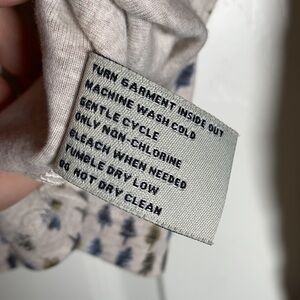 TURN GARMENT INSIDE OUT
MACHINE WASH COLD
GENTLE CYCLE
ONLY NON-CHLORINE
BLEACH WHEN NEEDED
TUMBLE DRY LOW
DO NOT DRY CLEAN